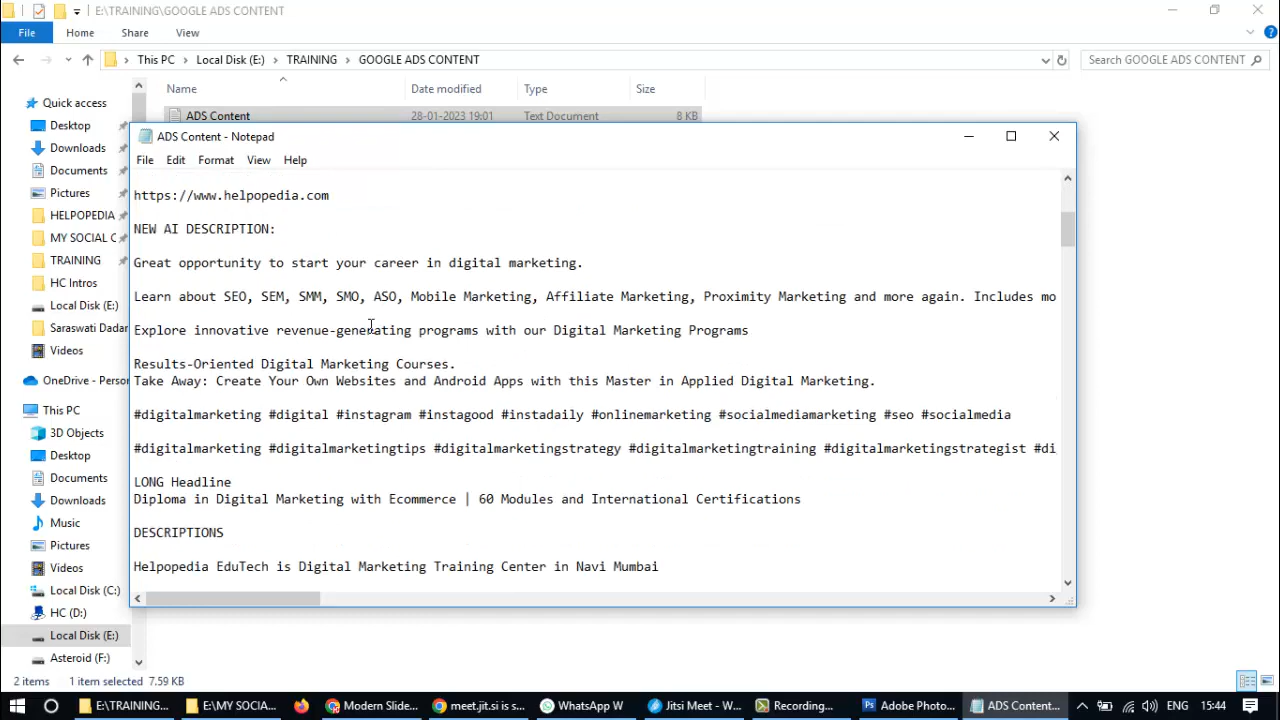 E:\TRAINING\GOOGLE ADS CONTENT
File Home Share View
This PC Local Disk (E:) TRAINING GOOGLE ADS CONTENT
Search GOOGLE ADS CONTENT
Name Date modified Type Size
ADS Content 28-01-2023 19:01 Text Document 8 KB
Quick access
Desktop
Downloads
Documents
Pictures
HELPOPEDIA
MY SOCIAL C
TRAINING
HC Intros
Local Disk (E:)
Saraswati Dadar
Videos
OneDrive - Person
This PC
3D Objects
Desktop
Documents
Downloads
Music
Pictures
Videos
Local Disk (C:)
HC (D:)
Local Disk (E:)
Asteroid (F:)
2 items 1 item selected 7.59 KB
ADS Content - Notepad
File Edit Format View Help
https://www.helpopedia.com
NEW AI DESCRIPTION:
Great opportunity to start your career in digital marketing.
Learn about SEO, SEM, SMM, SMO, ASO, Mobile Marketing, Affiliate Marketing, Proximity Marketing and more again. Includes mo
Explore innovative revenue-generating programs with our Digital Marketing Programs
Results-Oriented Digital Marketing Courses.
Take Away: Create Your Own Websites and Android Apps with this Master in Applied Digital Marketing.
#digitalmarketing #digital #instagram #instagood #instadaily #onlinemarketing #socialmediamarketing #seo #socialmedia
#digitalmarketing #digitalmarketingtips #digitalmarketingstrategy #digitalmarketingtraining #digitalmarketingstrategist #di
LONG Headline
Diploma in Digital Marketing with Ecommerce | 60 Modules and International Certifications
DESCRIPTIONS
Helpopedia EduTech is Digital Marketing Training Center in Navi Mumbai
E:\TRAINING... E:\MY SOCIA... Modern Slide... meet.jit.si is s... WhatsApp W Jitsi Meet - W... Recording... Adobe Photo... ADS Content... ENG 15:44